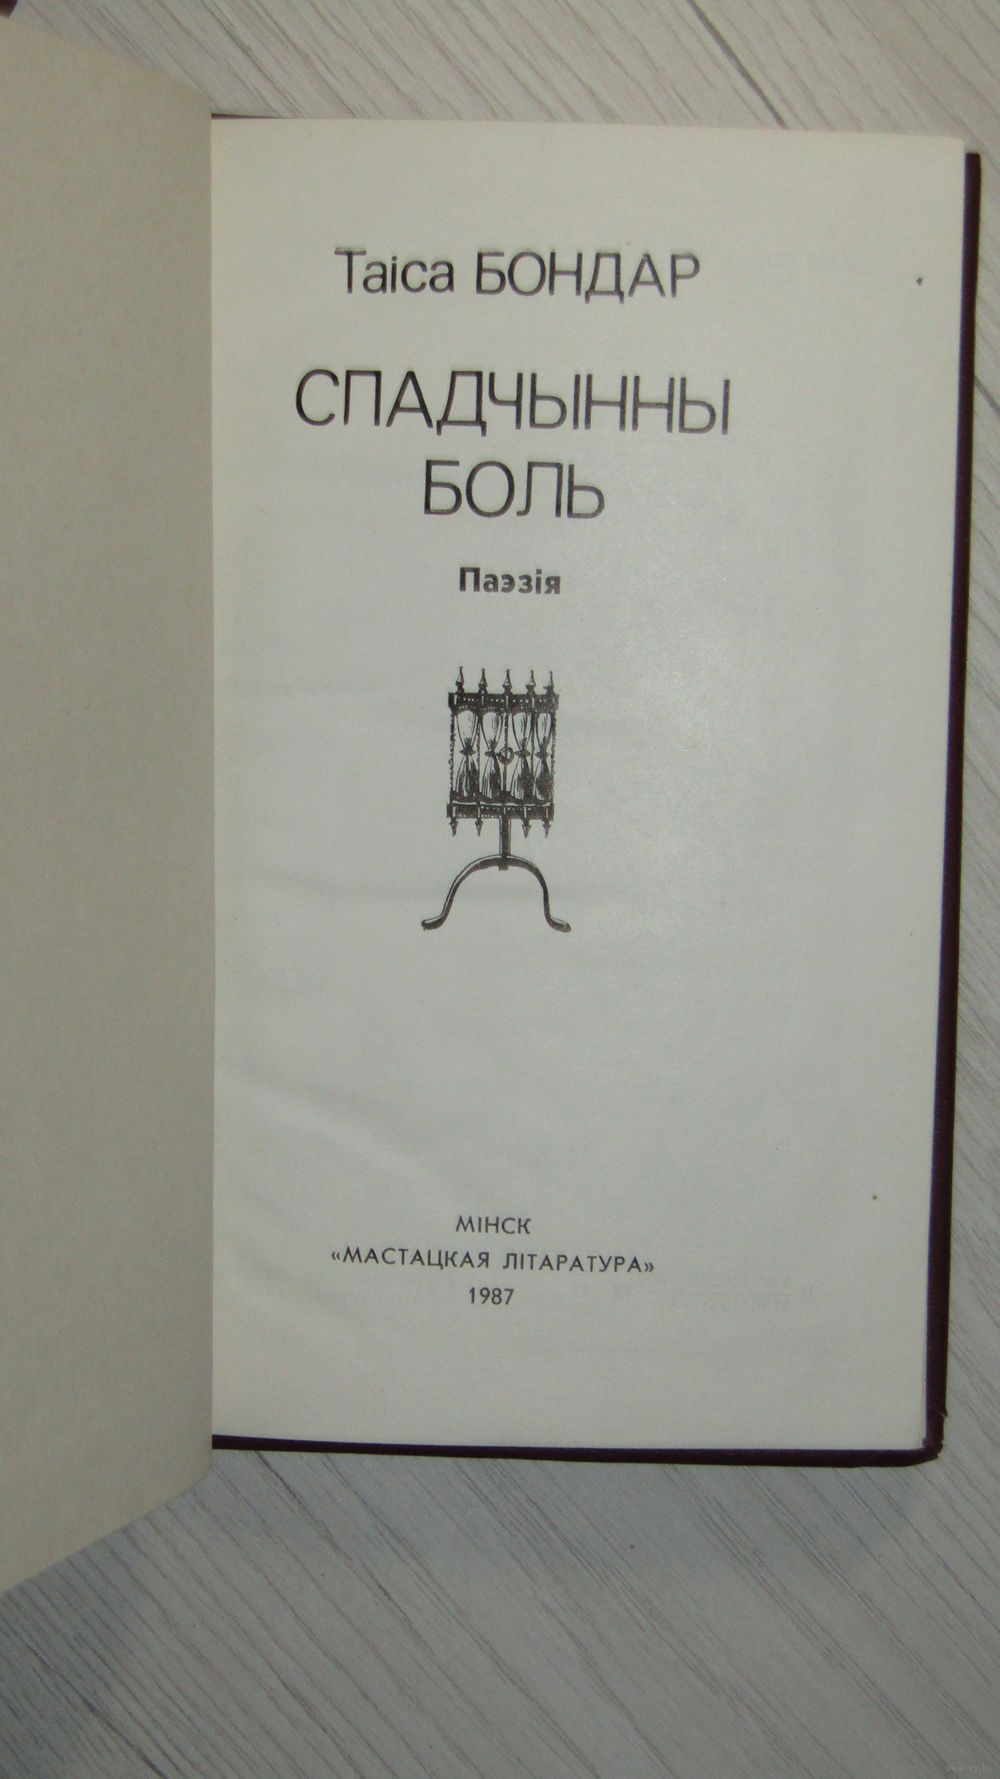 Таіса БОНДАР
СПАДЧЫННЫ
БОЛЬ
Паэзія
МІНСК
«МАСТАЦКАЯ ЛІТАРАТУРА»
1987